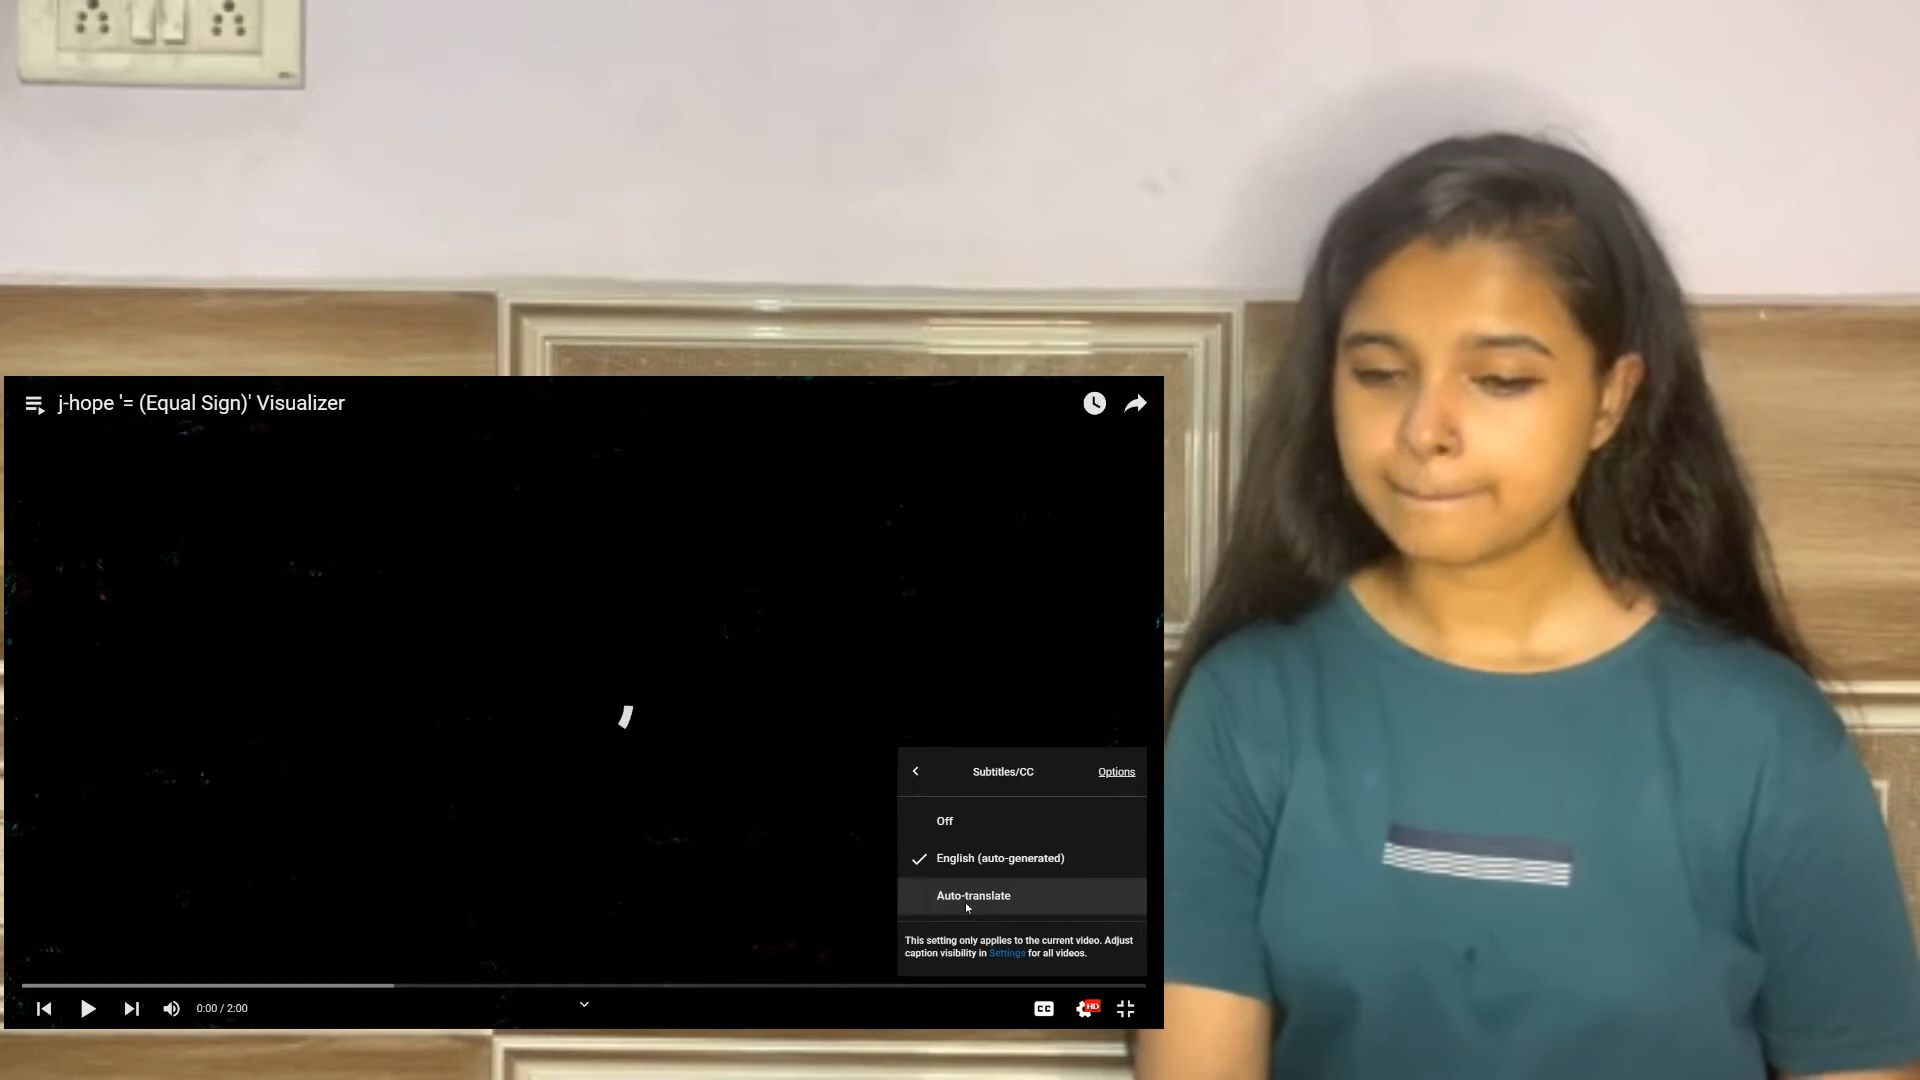 j-hope '= (Equal Sign)' Visualizer
Subtitles/CC
Options
Off
English (auto-generated)
Auto-translate
This setting only applies to the current video. Adjust
caption visibility in Settings for all videos.
0:00 / 2:00
CC
HD